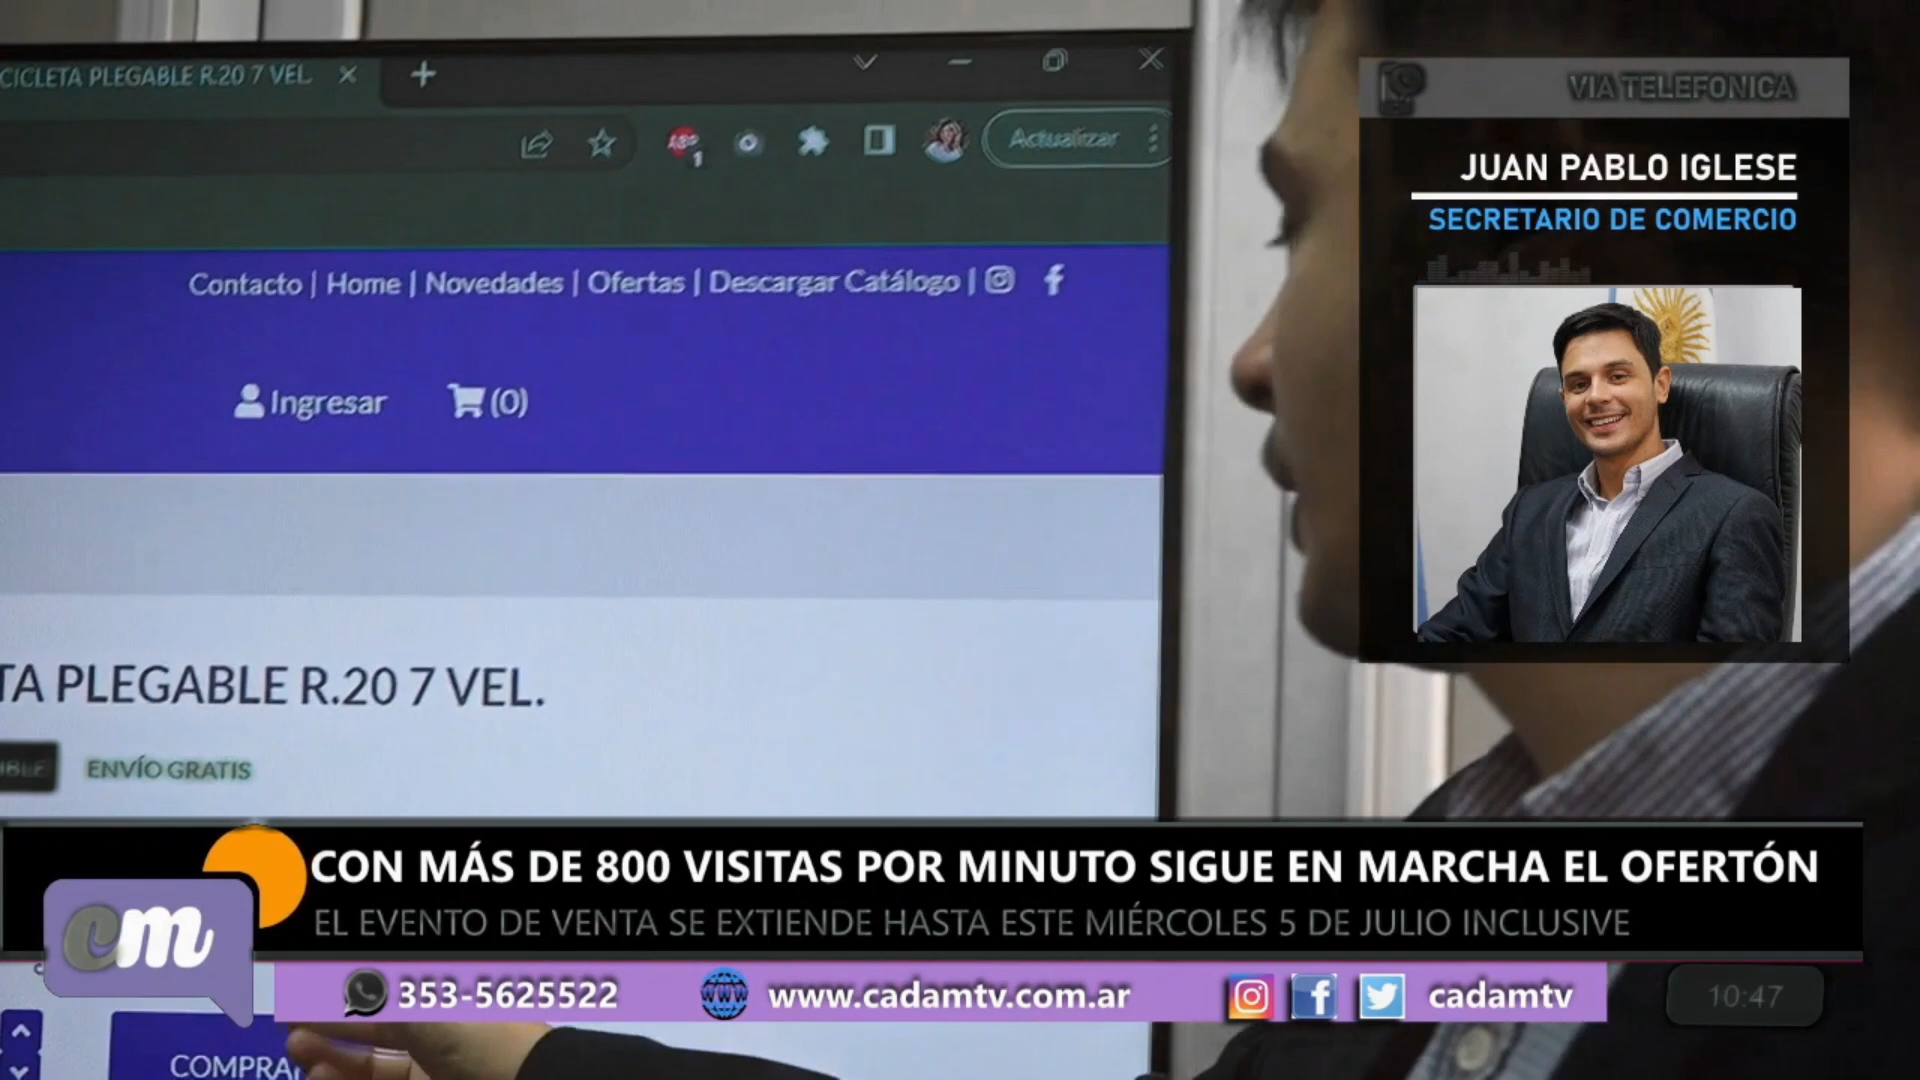 CICLETA PLEGABLE R.20 7 VEL.
Actualizar
VIA TELEFONICA
JUAN PABLO IGLESE
SECRETARIO DE COMERCIO
Contacto | Home | Novedades | Ofertas | Descargar Catálogo |
Ingresar (0)
TA PLEGABLE R.20 7 VEL.
IBLE ENVÍO GRATIS
CON MÁS DE 800 VISITAS POR MINUTO SIGUE EN MARCHA EL OFERTÓN
EL EVENTO DE VENTA SE EXTIENDE HASTA ESTE MIÉRCOLES 5 DE JULIO INCLUSIVE
cm
353-5625522 www.cadamtv.com.ar cadamtv
10:47
COMPRA